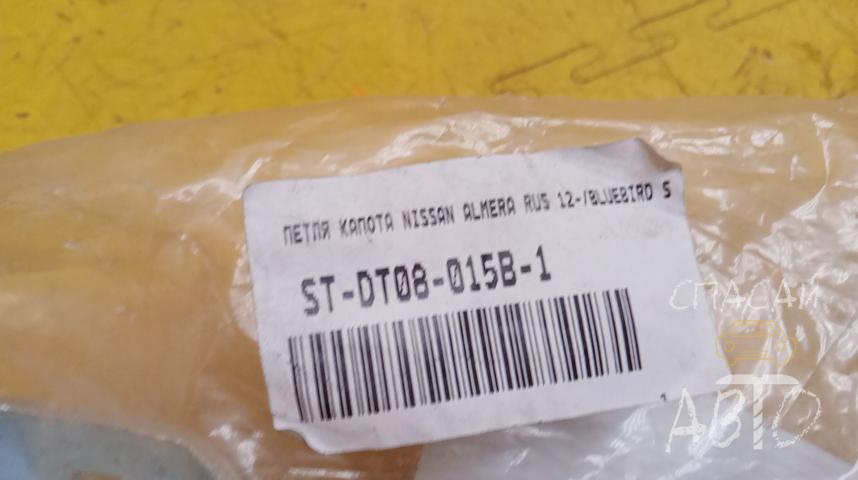 ПЕТЛЯ КАПОТА NISSAN ALMERA RUS 12-/BLUEBIRD S
ST-DT08-015B-1
СПАСАЙ
АВТО